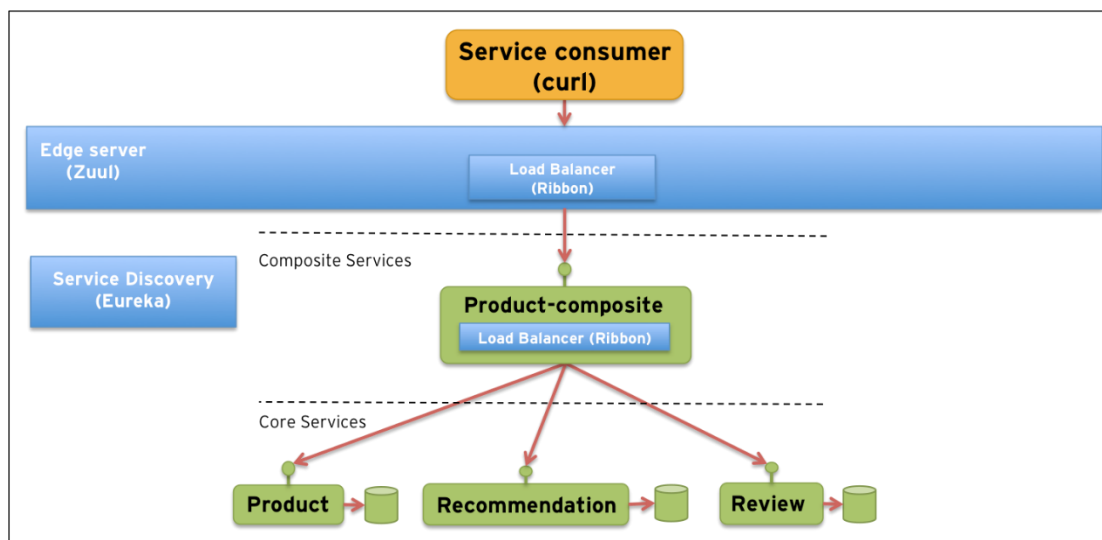 Service consumer
(curl)
Edge server
(Zuul)
Load Balancer
(Ribbon)
Composite Services
Service Discovery
(Eureka)
Product-composite
Load Balancer (Ribbon)
Core Services
Product
Recommendation
Review